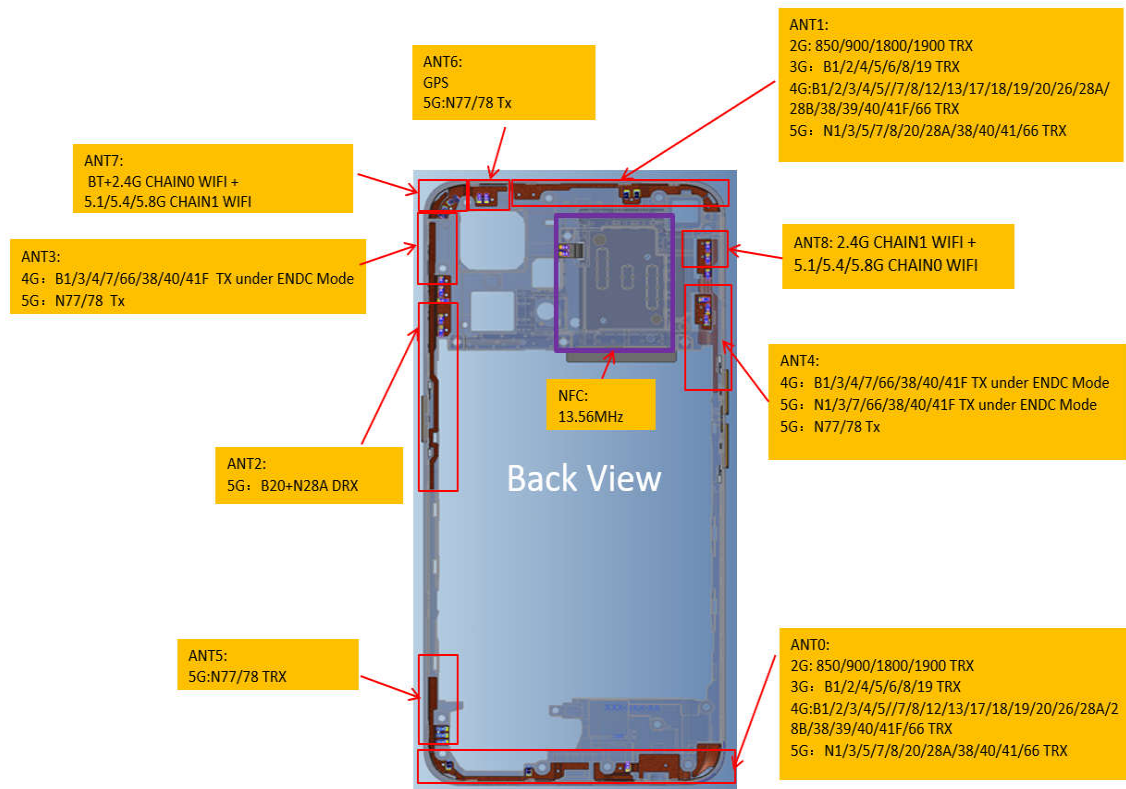 ANT1:
2G: 850/900/1800/1900 TRX
3G：B1/2/4/5/6/8/19 TRX
4G:B1/2/3/4/5//7/8/12/13/17/18/19/20/26/28A/
28B/38/39/40/41F/66 TRX
5G：N1/3/5/7/8/20/28A/38/40/41/66 TRX
ANT6:
GPS
5G:N77/78 Tx
ANT7:
BT+2.4G CHAIN0 WIFI +
5.1/5.4/5.8G CHAIN1 WIFI
ANT3:
4G：B1/3/4/7/66/38/40/41F TX under ENDC Mode
5G：N77/78 Tx
ANT8: 2.4G CHAIN1 WIFI +
5.1/5.4/5.8G CHAIN0 WIFI
ANT4:
4G：B1/3/4/7/66/38/40/41F TX under ENDC Mode
5G：N1/3/7/66/38/40/41F TX under ENDC Mode
5G：N77/78 Tx
NFC:
13.56MHz
ANT2:
5G：B20+N28A DRX
Back View
ANT5:
5G:N77/78 TRX
ANT0:
2G: 850/900/1800/1900 TRX
3G：B1/2/4/5/6/8/19 TRX
4G:B1/2/3/4/5//7/8/12/13/17/18/19/20/26/28A/2
8B/38/39/40/41F/66 TRX
5G：N1/3/5/7/8/20/28A/38/40/41/66 TRX